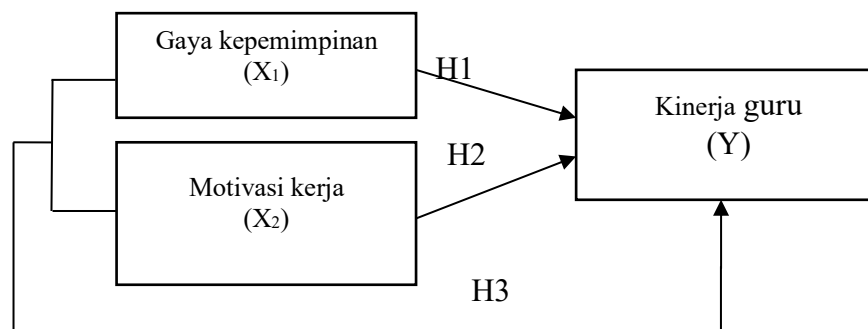 Gaya kepemimpinan
(X₁)
H1
Kinerja guru
(Y)
H2
Motivasi kerja
(X₂)
H3